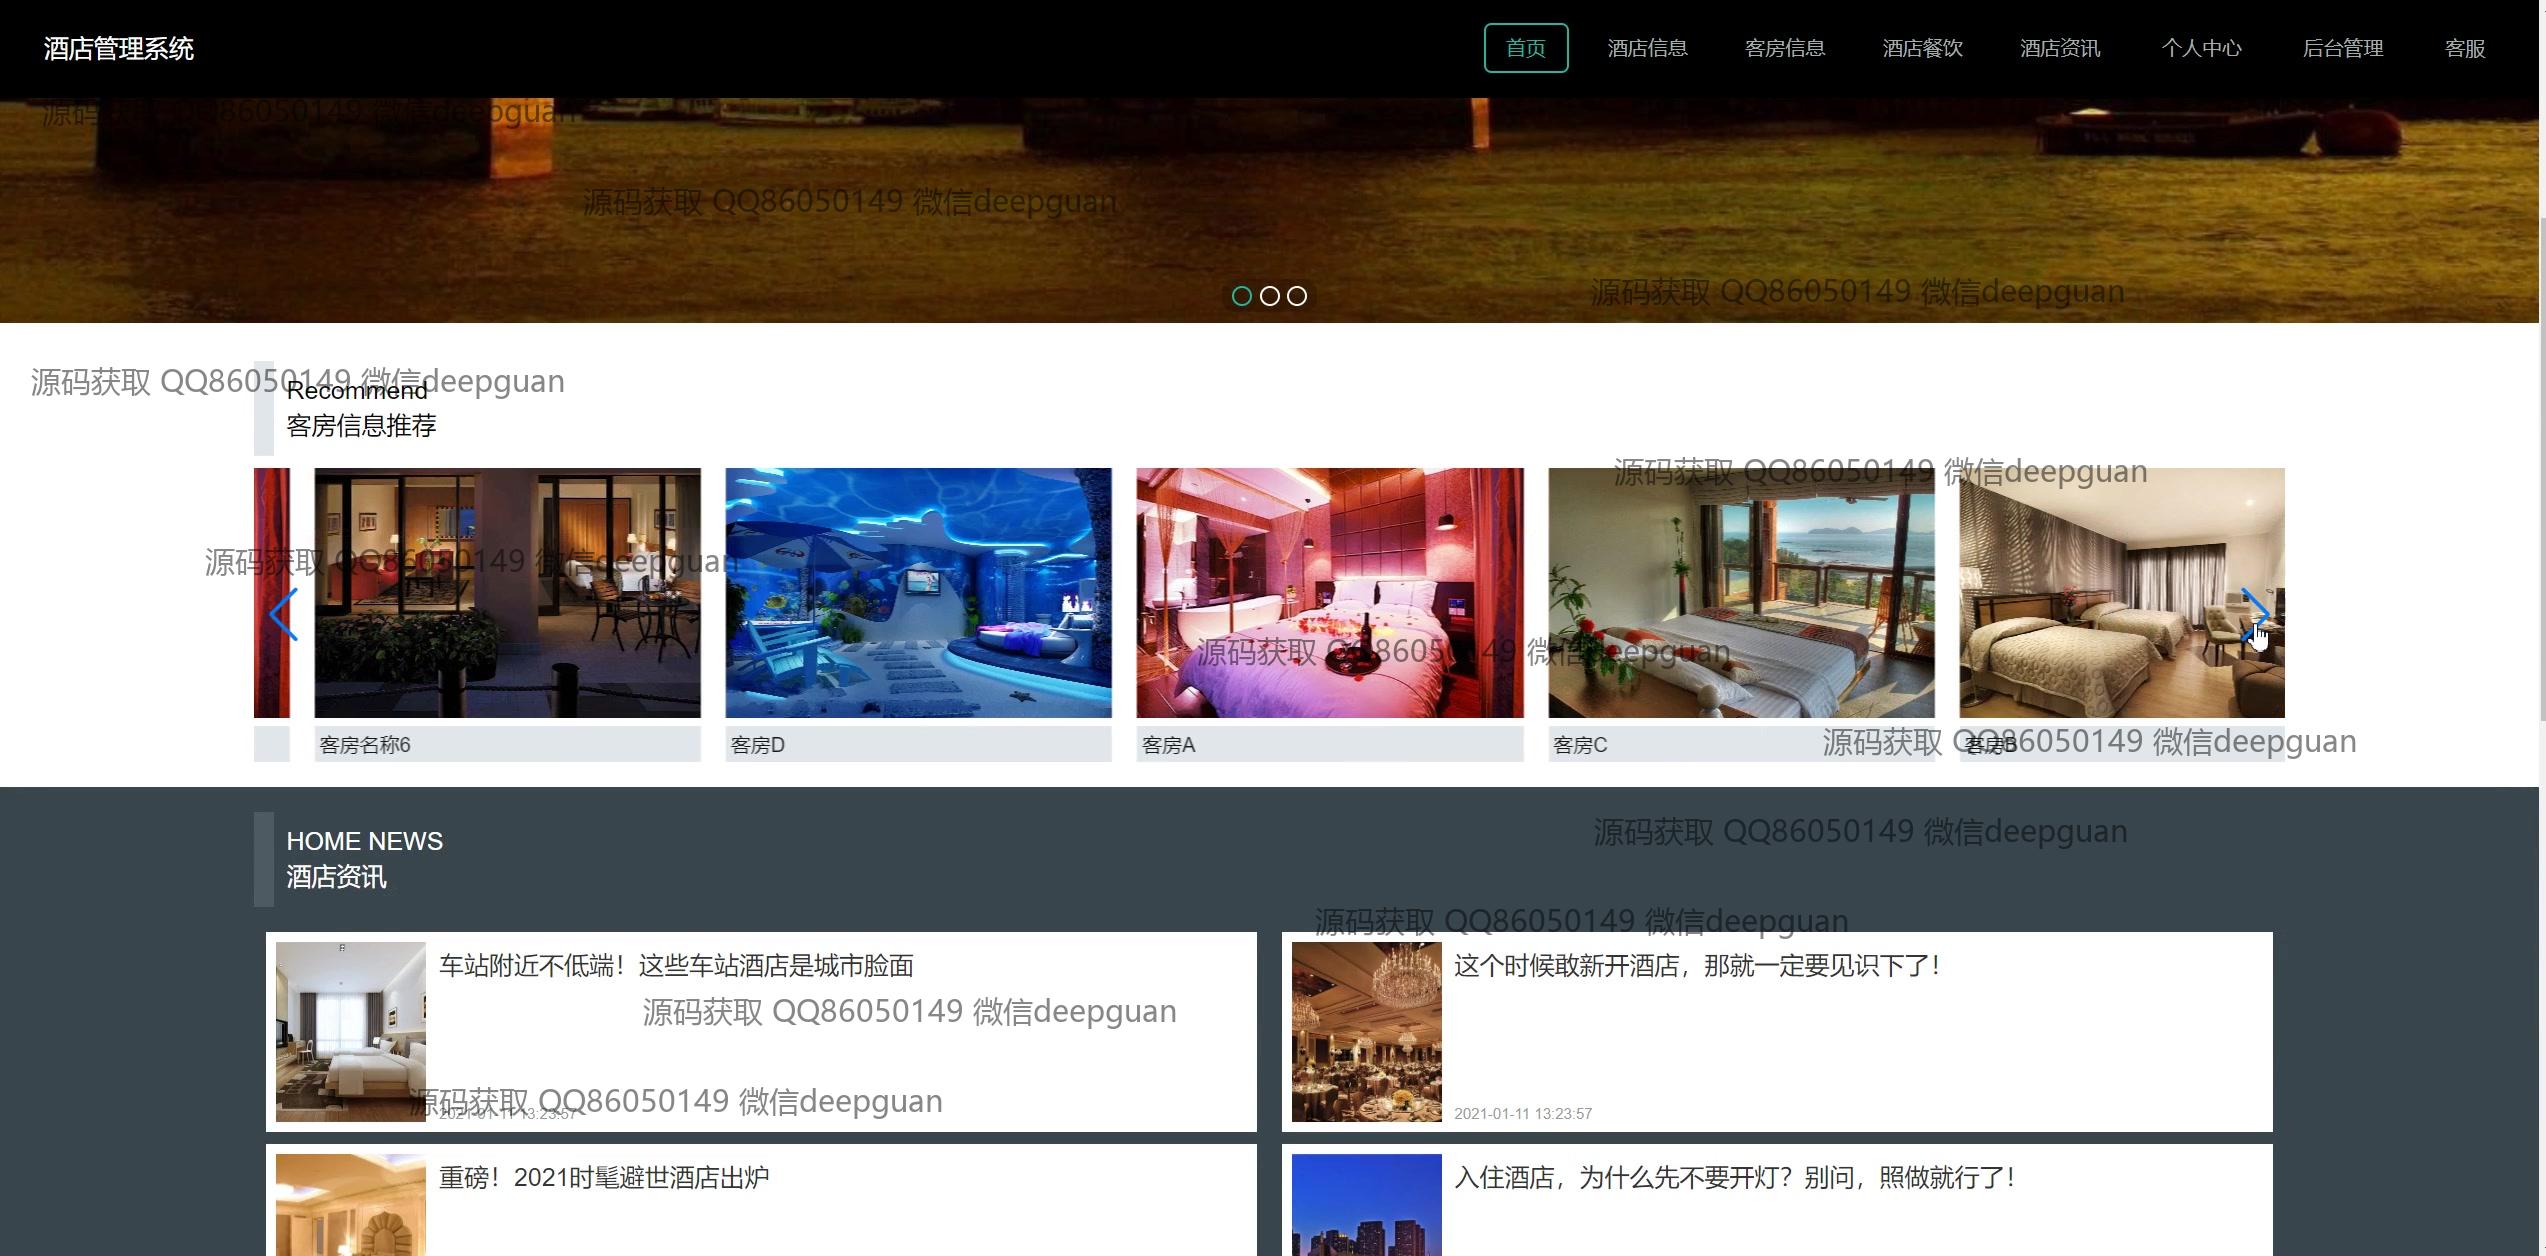 酒店管理系统
首页 酒店信息 客房信息 酒店餐饮 酒店资讯 个人中心 后台管理 客服
源码获取 QQ86050149 微信deepguan
源码获取 QQ86050149 微信deepguan
源码获取 QQ86050149 微信deepguan
源码获取 QQ86050149 微信deepguan
Recommend
客房信息推荐
源码获取 QQ86050149 微信deepguan
源码获取 QQ86050149 微信deepguan
源码获取 QQ86050149 微信deepguan
客房名称6 客房D 客房A 客房C 客房B
源码获取 QQ86050149 微信deepguan
源码获取 QQ86050149 微信deepguan
HOME NEWS
酒店资讯
源码获取 QQ86050149 微信deepguan
车站附近不低端！这些车站酒店是城市脸面
这个时候敢新开酒店，那就一定要见识下了！
源码获取 QQ86050149 微信deepguan
源码获取 QQ86050149 微信deepguan
2021-01-11 13:23:57
2021-01-11 13:23:57
重磅！2021时髦避世酒店出炉
入住酒店，为什么先不要开灯？别问，照做就行了！